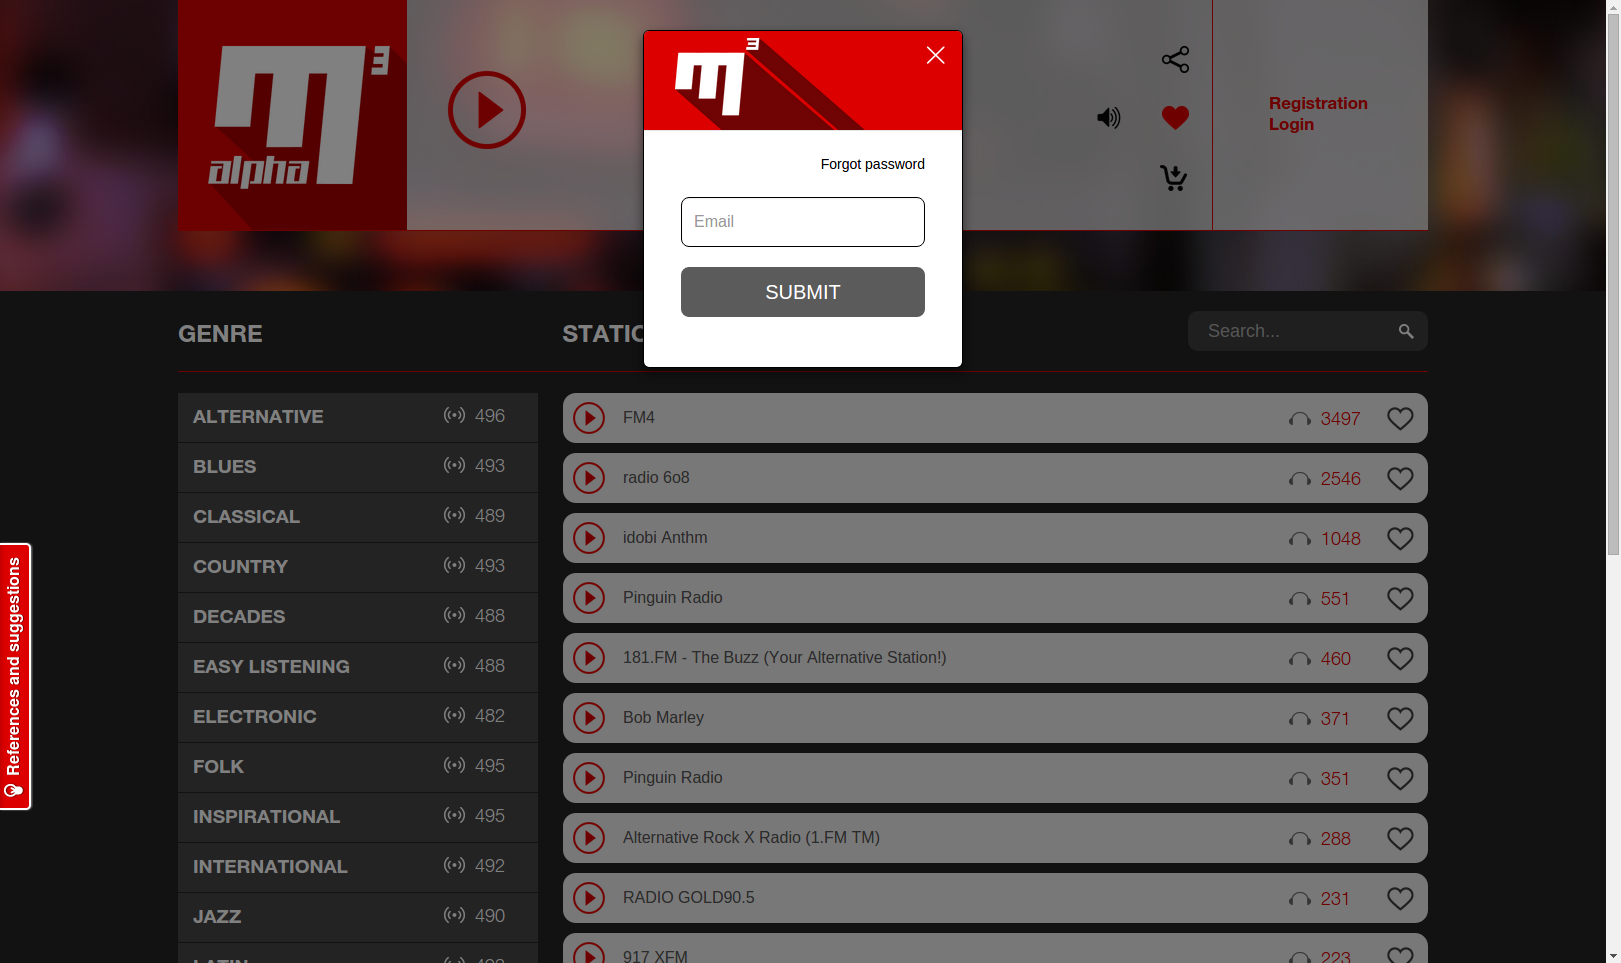 m3
alpha
m3
Registration
Login
Forgot password
Email
SUBMIT
GENRE
STATIO
Search...
ALTERNATIVE 496
BLUES 493
CLASSICAL 489
COUNTRY 493
DECADES 488
EASY LISTENING 488
ELECTRONIC 482
FOLK 495
INSPIRATIONAL 495
INTERNATIONAL 492
JAZZ 490
LATIN
FM4 3497
radio 6o8 2546
idobi Anthm 1048
Pinguin Radio 551
181.FM - The Buzz (Your Alternative Station!) 460
Bob Marley 371
Pinguin Radio 351
Alternative Rock X Radio (1.FM TM) 288
RADIO GOLD90.5 231
917 XFM 223
References and suggestions